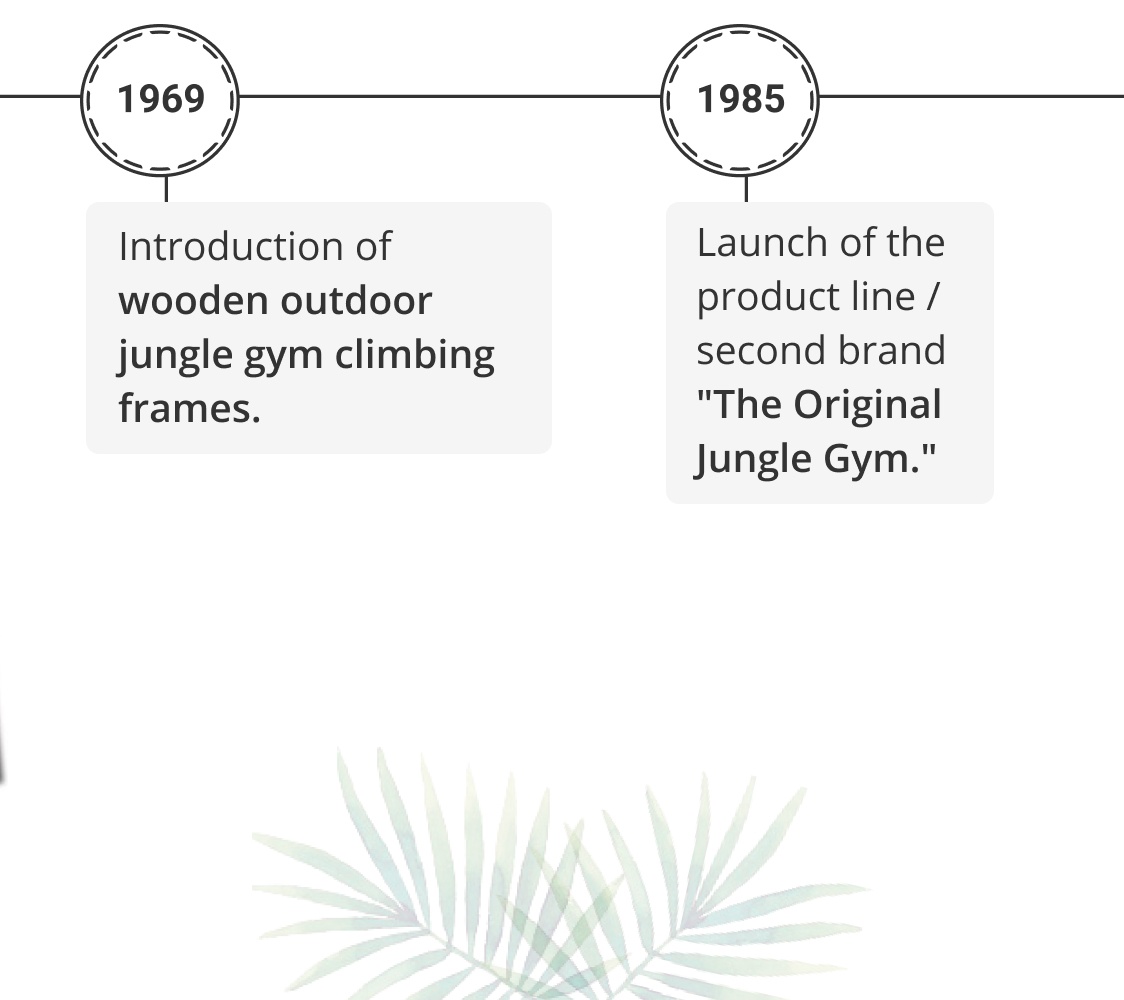 1969
Introduction of
wooden outdoor
jungle gym climbing
frames.
1985
Launch of the
product line /
second brand
"The Original
Jungle Gym."